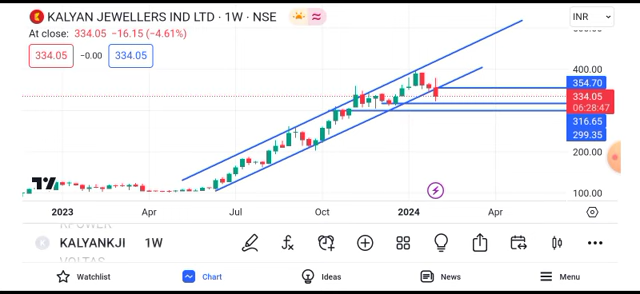 KALYAN JEWELLERS IND LTD · 1W · NSE
INR
At close: 334.05 −16.15 (−4.61%)
334.05 −0.00 334.05
400.00
354.70
334.05
06:28:47
316.65
299.35
200.00
100.00
2023 Apr Jul Oct 2024 Apr
KALYANKJI 1W
VOLTAS
Watchlist Chart Ideas News Menu